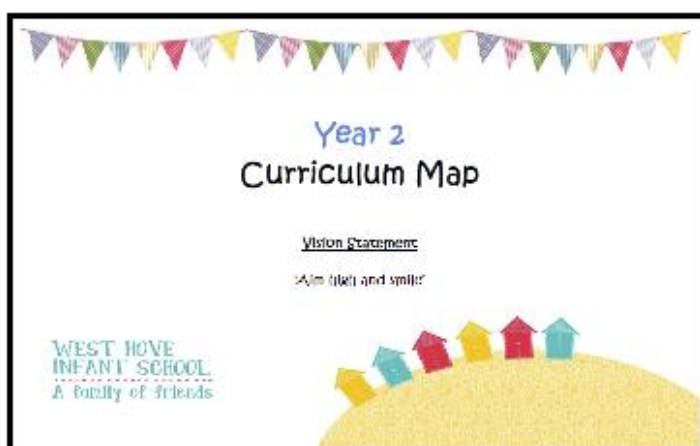 Year 2
Curriculum Map
Vision Statement
'Aim high and smile'
WEST HOVE
INFANT SCHOOL
A family of friends